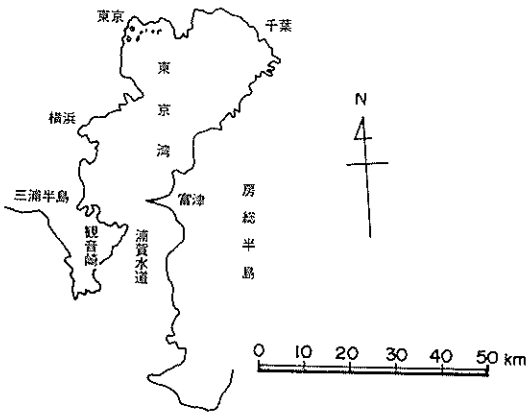 東京
千葉
東京湾
横浜
N
三浦半島
富津
房総半島
観音崎
浦賀水道
0 10 20 30 40 50 km